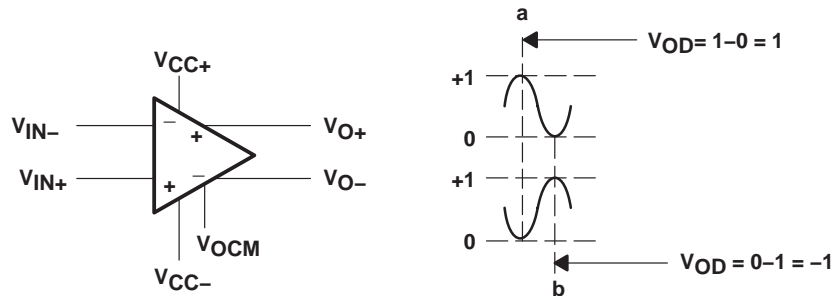 VCC+
VIN–
–
+
VO+
VIN+
+
–
VO–
VOCM
VCC–
a
VOD= 1–0 = 1
+1
0
+1
0
VOD = 0–1 = –1
b